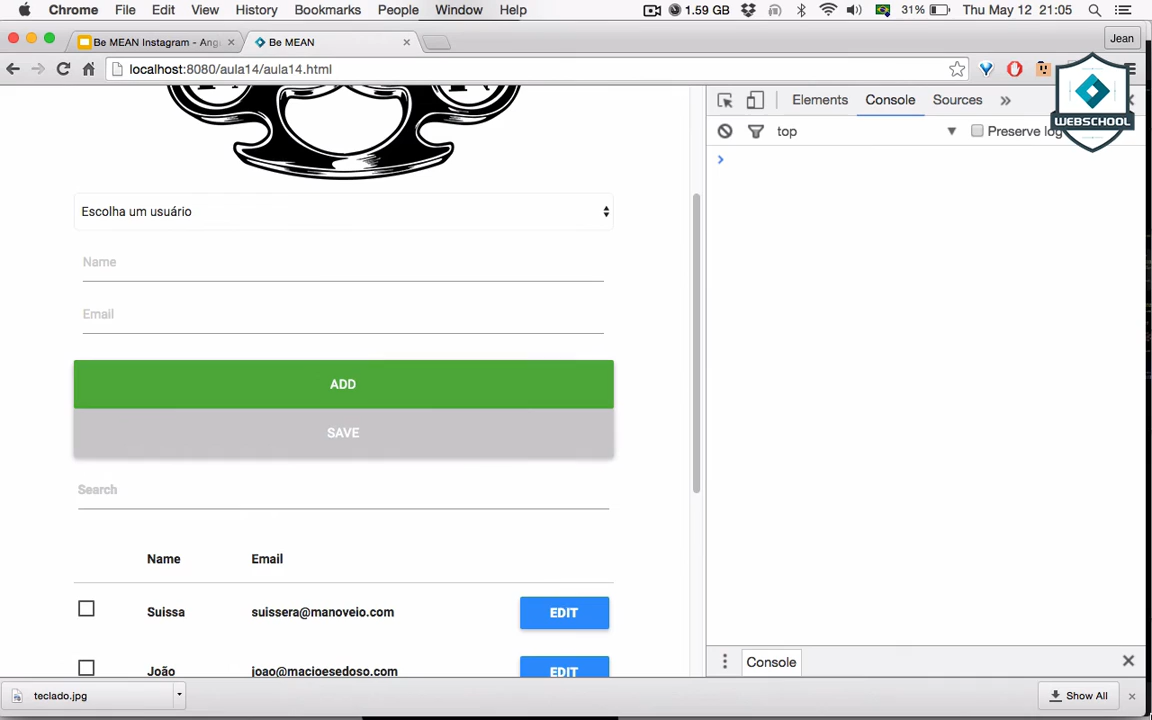 Chrome File Edit View History Bookmarks People Window Help 1.59 GB 31% Thu May 12 21:05
Be MEAN Instagram - Ang Be MEAN Jean
localhost:8080/aula14/aula14.html
WEBSCHOOL
Elements Console Sources »
top Preserve log
Escolha um usuário
Name
Email
ADD
SAVE
Search
Name Email
Suissa suissera@manoveio.com EDIT
João joao@macioesedoso.com EDIT
Console
teclado.jpg Show All